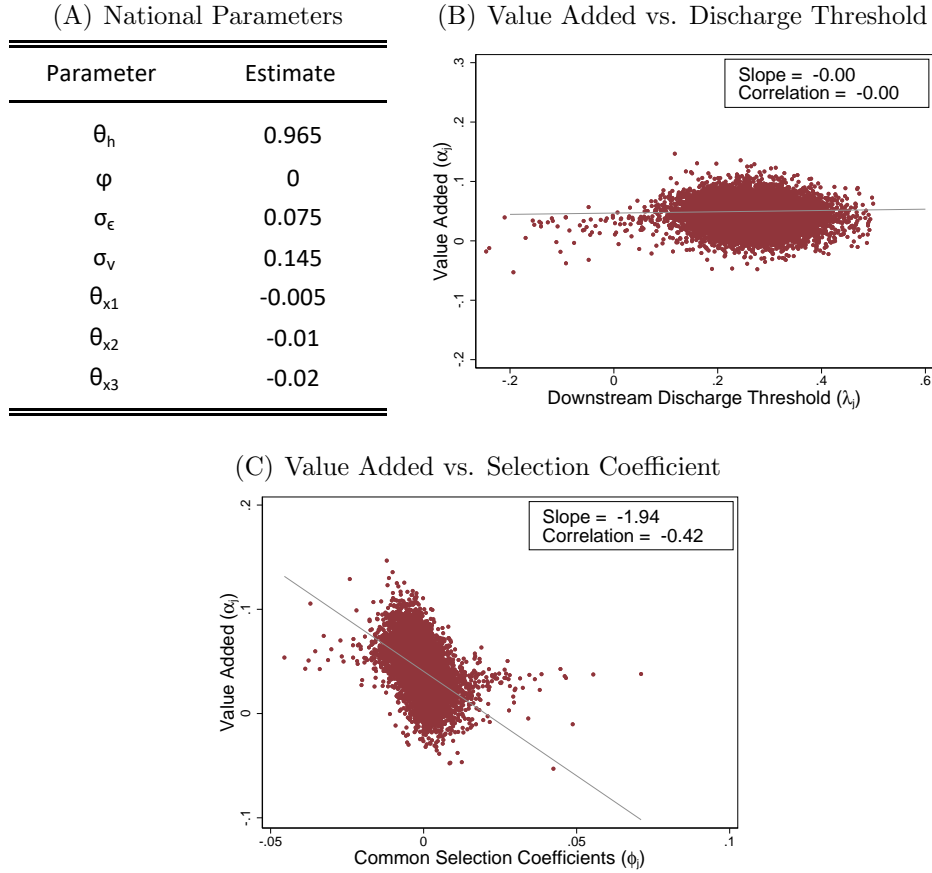 (A) National Parameters
Parameter Estimate
θh 0.965
φ 0
σϵ 0.075
σv 0.145
θx1 -0.005
θx2 -0.01
θx3 -0.02
(B) Value Added vs. Discharge Threshold
Slope = -0.00
Correlation = -0.00
Value Added (αj)
.3
.2
.1
0
-.1
-.2
-.2 0 .2 .4 .6
Downstream Discharge Threshold (λj)
(C) Value Added vs. Selection Coefficient
Slope = -1.94
Correlation = -0.42
Value Added (αj)
.2
.1
0
-.1
-.05 0 .05 .1
Common Selection Coefficients (ϕj)